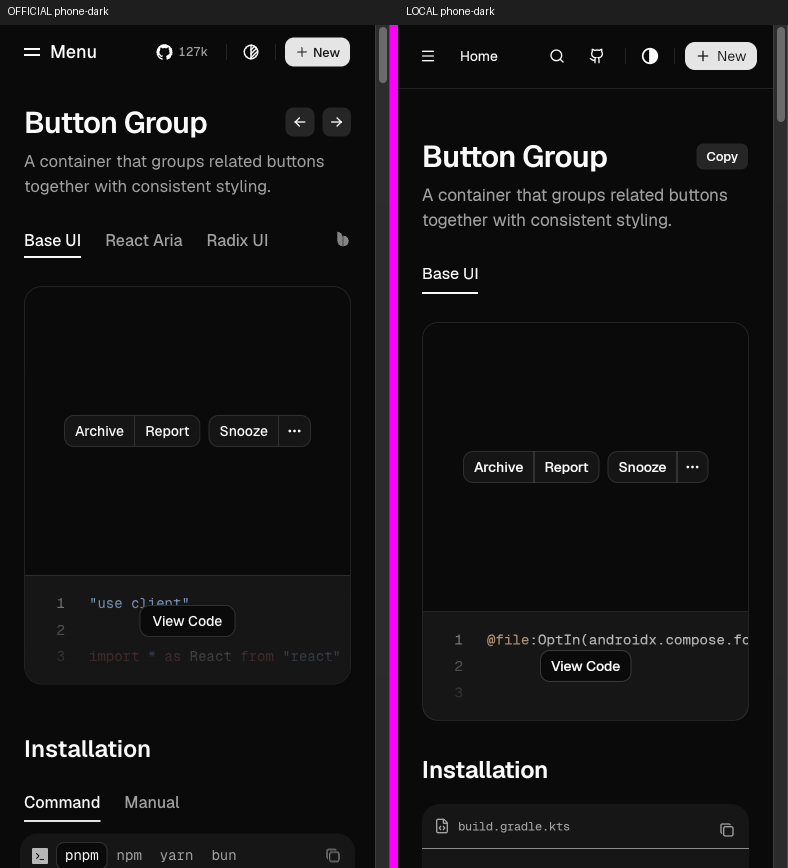 OFFICIAL phone-dark
Menu
127k
New
Button Group
A container that groups related buttons
together with consistent styling.
Base UI
React Aria
Radix UI
Archive
Report
Snooze
1 "use client"
View Code
2
3 import * as React from "react"
Installation
Command
Manual
pnpm
npm
yarn
bun
LOCAL phone-dark
Home
New
Button Group
Copy
A container that groups related buttons
together with consistent styling.
Base UI
Archive
Report
Snooze
1 @file:OptIn(androidx.compose.fo
2
View Code
3
Installation
build.gradle.kts